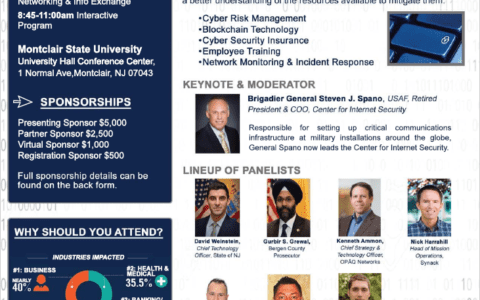 Networking & Info Exchange
8:45-11:00am Interactive
Program
Montclair State University
University Hall Conference Center,
1 Normal Ave,Montclair, NJ 07043
SPONSORSHIPS
Presenting Sponsor $5,000
Partner Sponsor $2,500
Virtual Sponsor $1,000
Registration Sponsor $500
Full sponsorship details can be
found on the back form.
WHY SHOULD YOU ATTEND?
INDUSTRIES IMPACTED
#1: BUSINESS
NEARLY
40%
#2: HEALTH &
MEDICAL
35.5%
#3: BANKING/
a better understanding of the resources available to mitigate them.
•Cyber Risk Management
•Blockchain Technology
•Cyber Security Insurance
•Employee Training
•Network Monitoring & Incident Response
KEYNOTE & MODERATOR
Brigadier General Steven J. Spano, USAF, Retired
President & COO, Center for Internet Security
Responsible for setting up critical communications
infrastructure at military installations around the globe,
General Spano now leads the Center for Internet Security.
LINEUP OF PANELISTS
David Weinstein,
Chief Technology
Officer, State of NJ
Gurbir S. Grewal,
Bergen County
Prosecutor
Kenneth Ammon,
Chief Strategy &
Technology Officer,
OPAQ Networks
Nick Harrahill
Head of Mission
Operations,
Synack